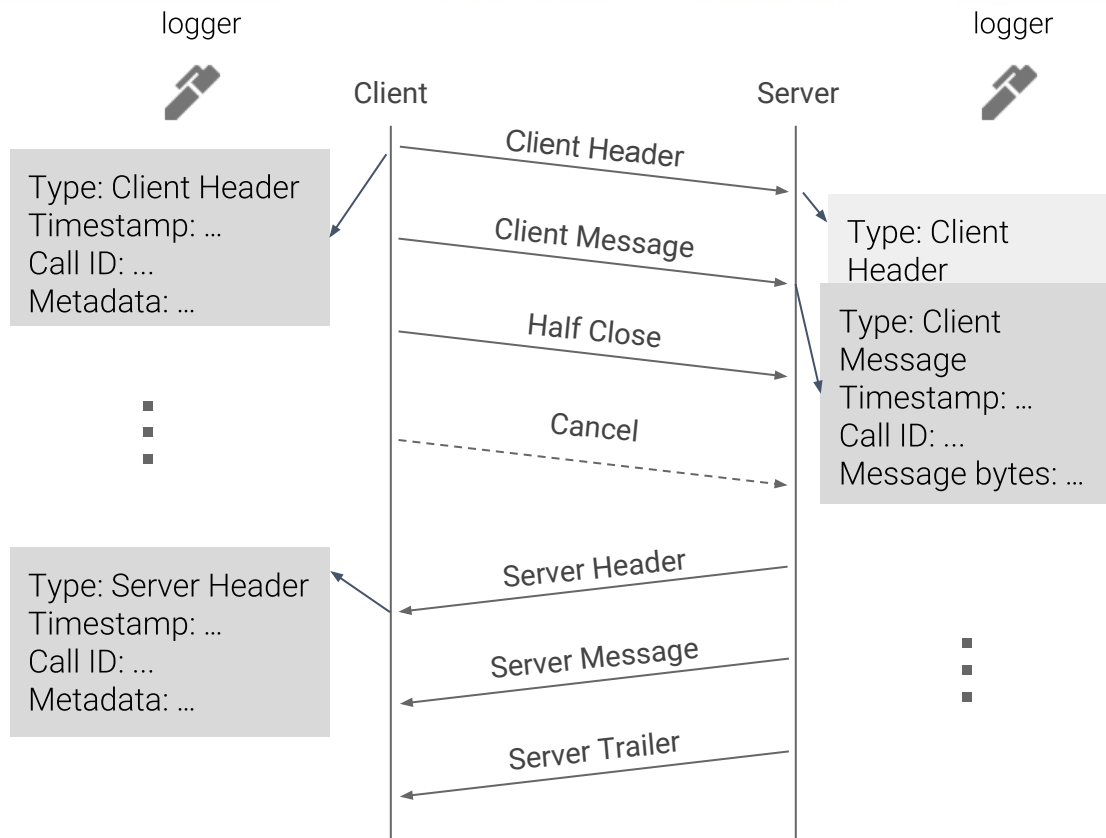 logger
logger
Client
Server
Client Header
Type: Client Header
Timestamp: …
Call ID: ...
Metadata: …
Type: Client
Header
Client Message
Type: Client
Message
Timestamp: …
Call ID: ...
Message bytes: …
Half Close
Cancel
Server Header
Type: Server Header
Timestamp: …
Call ID: ...
Metadata: …
Server Message
Server Trailer